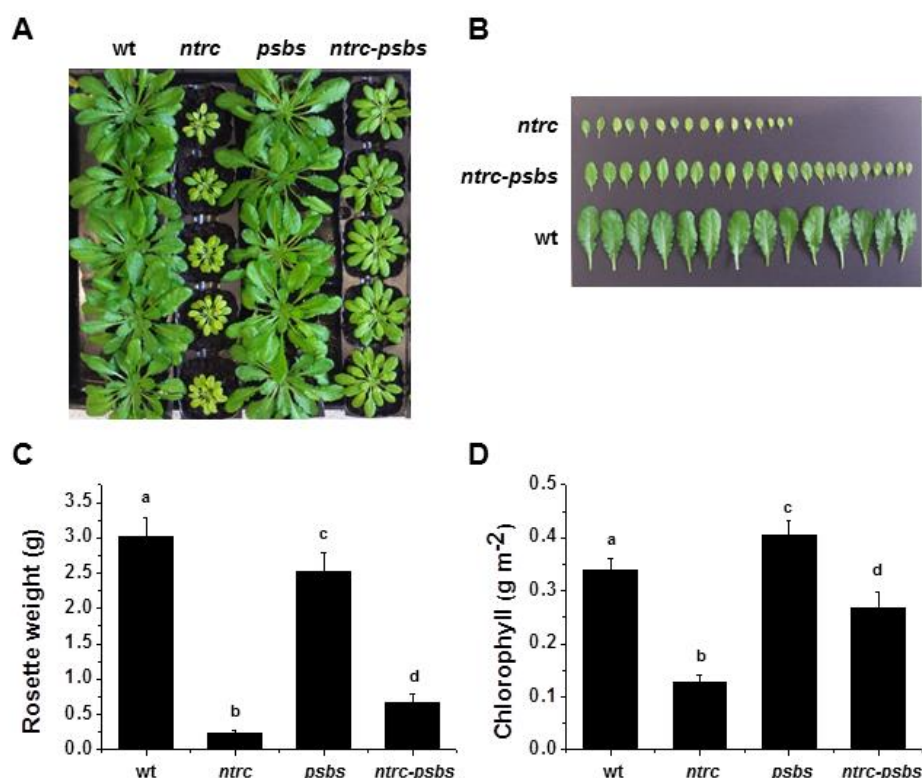 A
wt ntrc psbs ntrc-psbs
B
ntrc
ntrc-psbs
wt
C
Rosette weight (g)
3.5
3.0
2.5
2.0
1.5
1.0
0.5
0.0
a
b
c
d
wt ntrc psbs ntrc-psbs
D
Chlorophyll (g m-2)
0.5
0.4
0.3
0.2
0.1
0.0
a
b
c
d
wt ntrc psbs ntrc-psbs